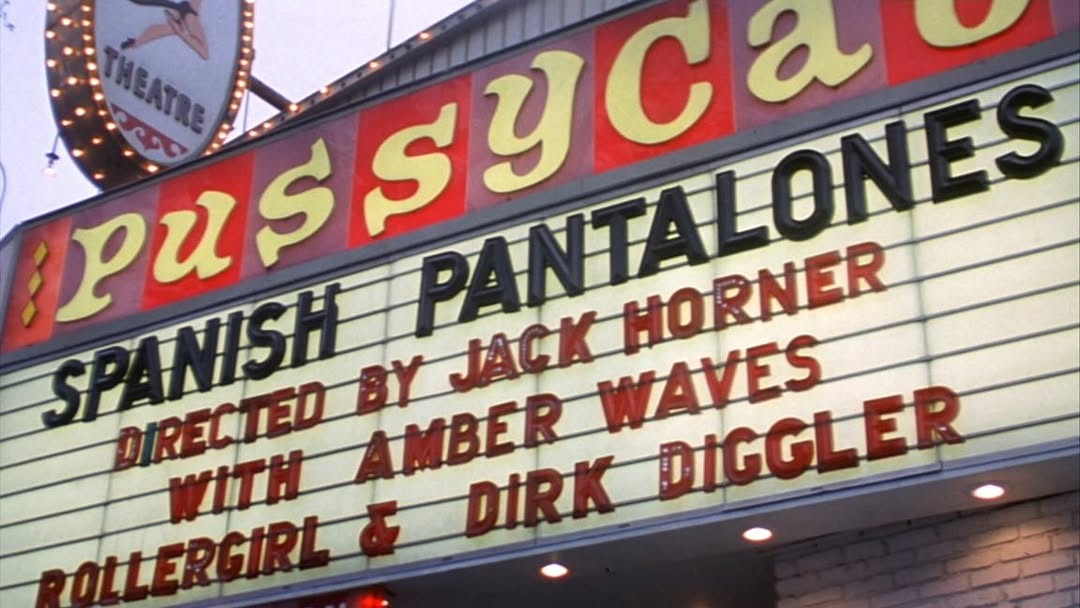 THEATRE
PUSSYCat
SPANISH PANTALONES
DIRECTED BY JACK HORNER
WITH AMBER WAVES
ROLLERGIRL & DIRK DIGGLER